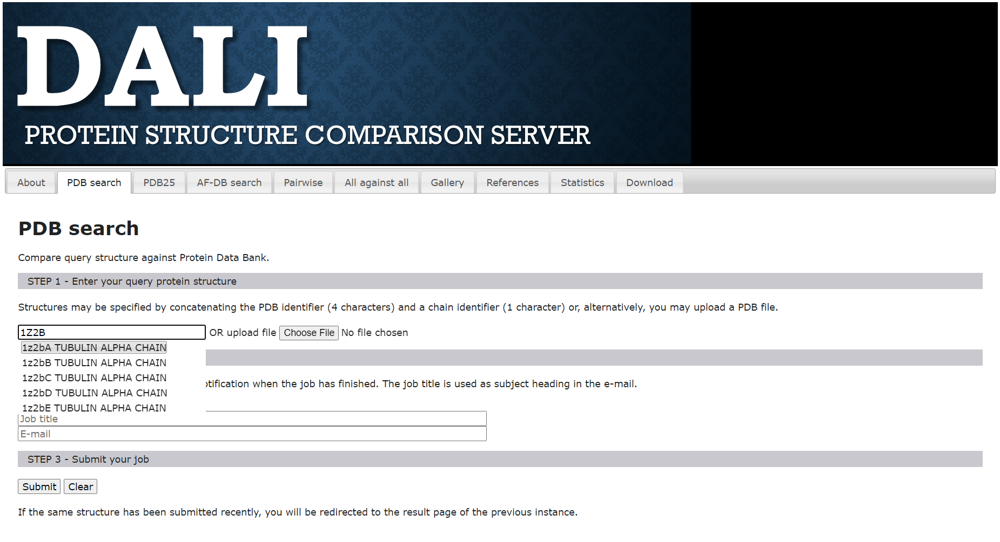 DALI
PROTEIN STRUCTURE COMPARISON SERVER
About PDB search PDB25 AF-DB search Pairwise All against all Gallery References Statistics Download
PDB search
Compare query structure against Protein Data Bank.
STEP 1 - Enter your query protein structure
Structures may be specified by concatenating the PDB identifier (4 characters) and a chain identifier (1 character) or, alternatively, you may upload a PDB file.
1Z2B OR upload file Choose File No file chosen
1z2bA TUBULIN ALPHA CHAIN
1z2bB TUBULIN ALPHA CHAIN
1z2bC TUBULIN ALPHA CHAIN
when the job has finished. The job title is used as subject heading in the e-mail.
1z2bD TUBULIN ALPHA CHAIN
1z2bE TUBULIN ALPHA CHAIN
Job title
E-mail
STEP 3 - Submit your job
Submit Clear
If the same structure has been submitted recently, you will be redirected to the result page of the previous instance.